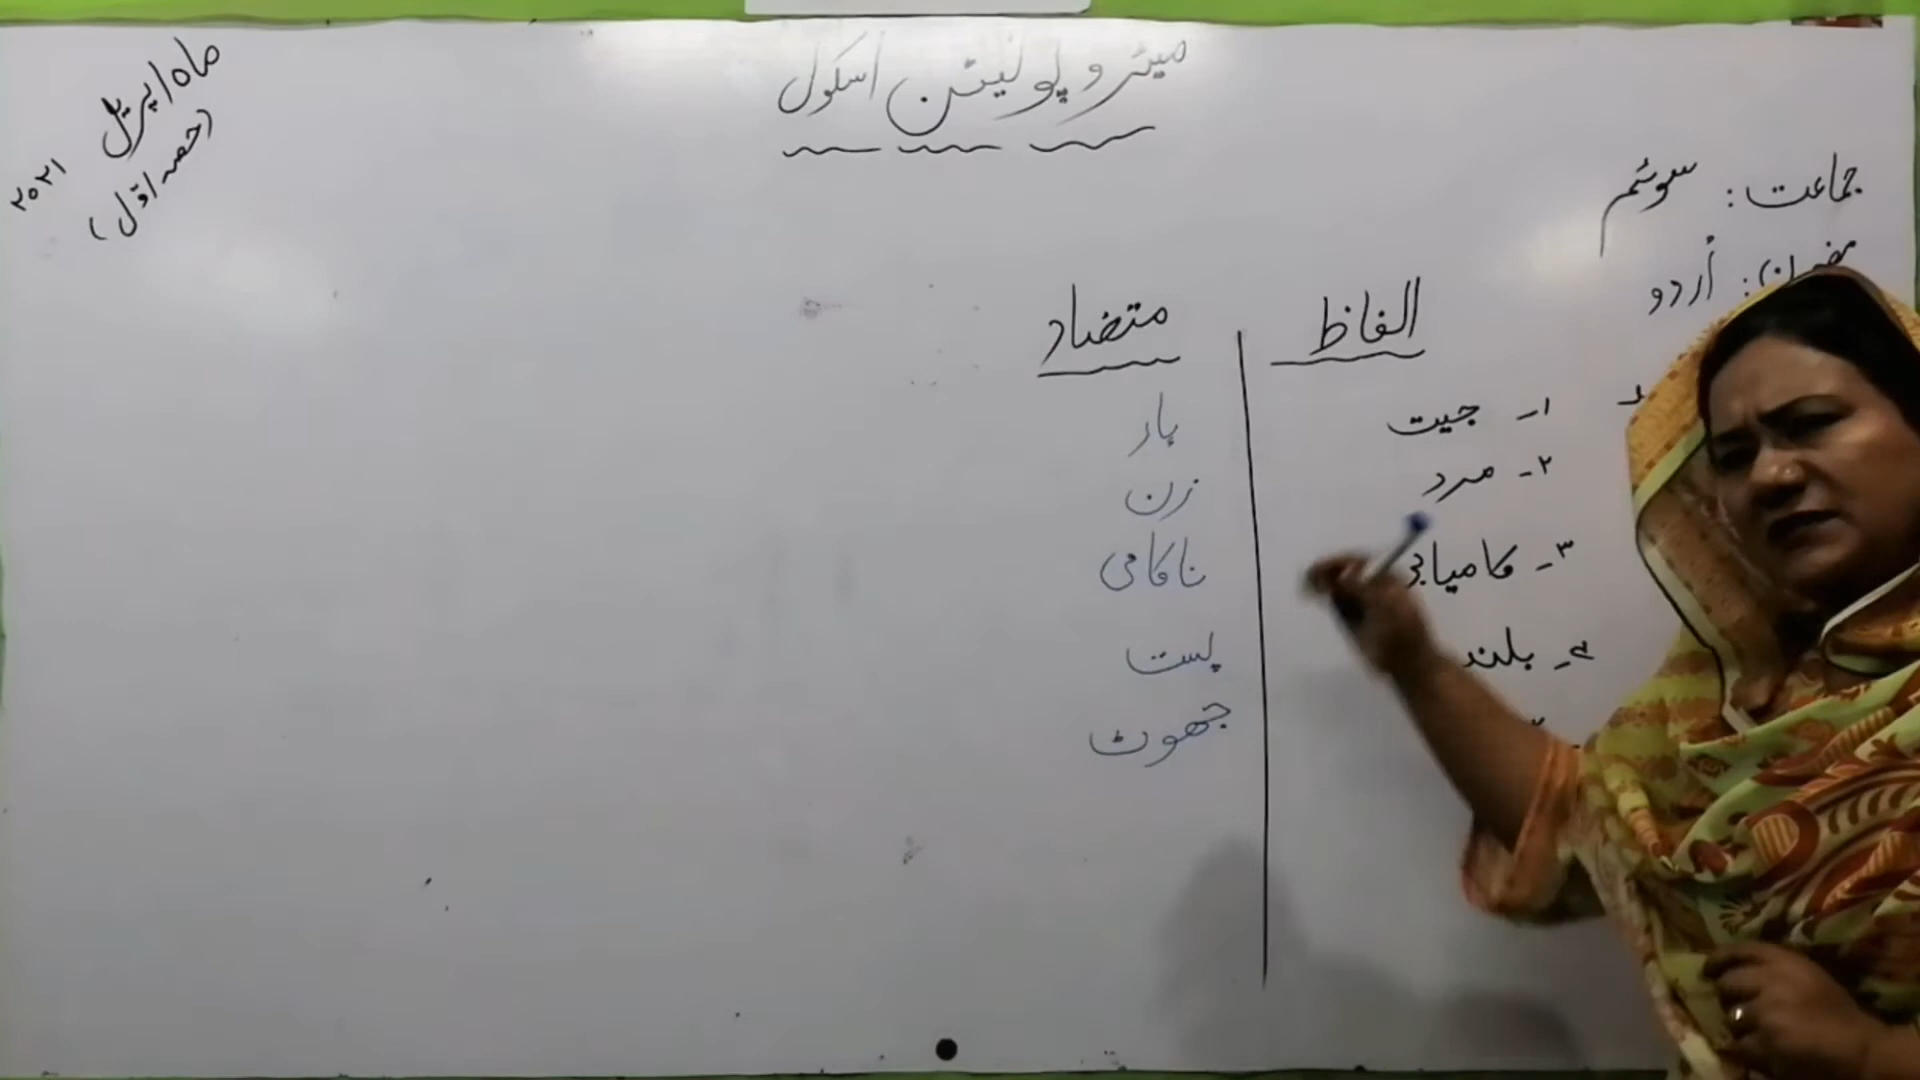 میٹروپولیٹن اسکول
ماہ اپریل
۲۰۲۱
(حصہ اوّل)
جماعت: سوئم
مضمون: اُردو
الفاظ متضاد
۱۔ جیت ہار
۲۔ مرد زن
۳۔ کامیابی ناکامی
۴۔ بلند پست
جھوٹ